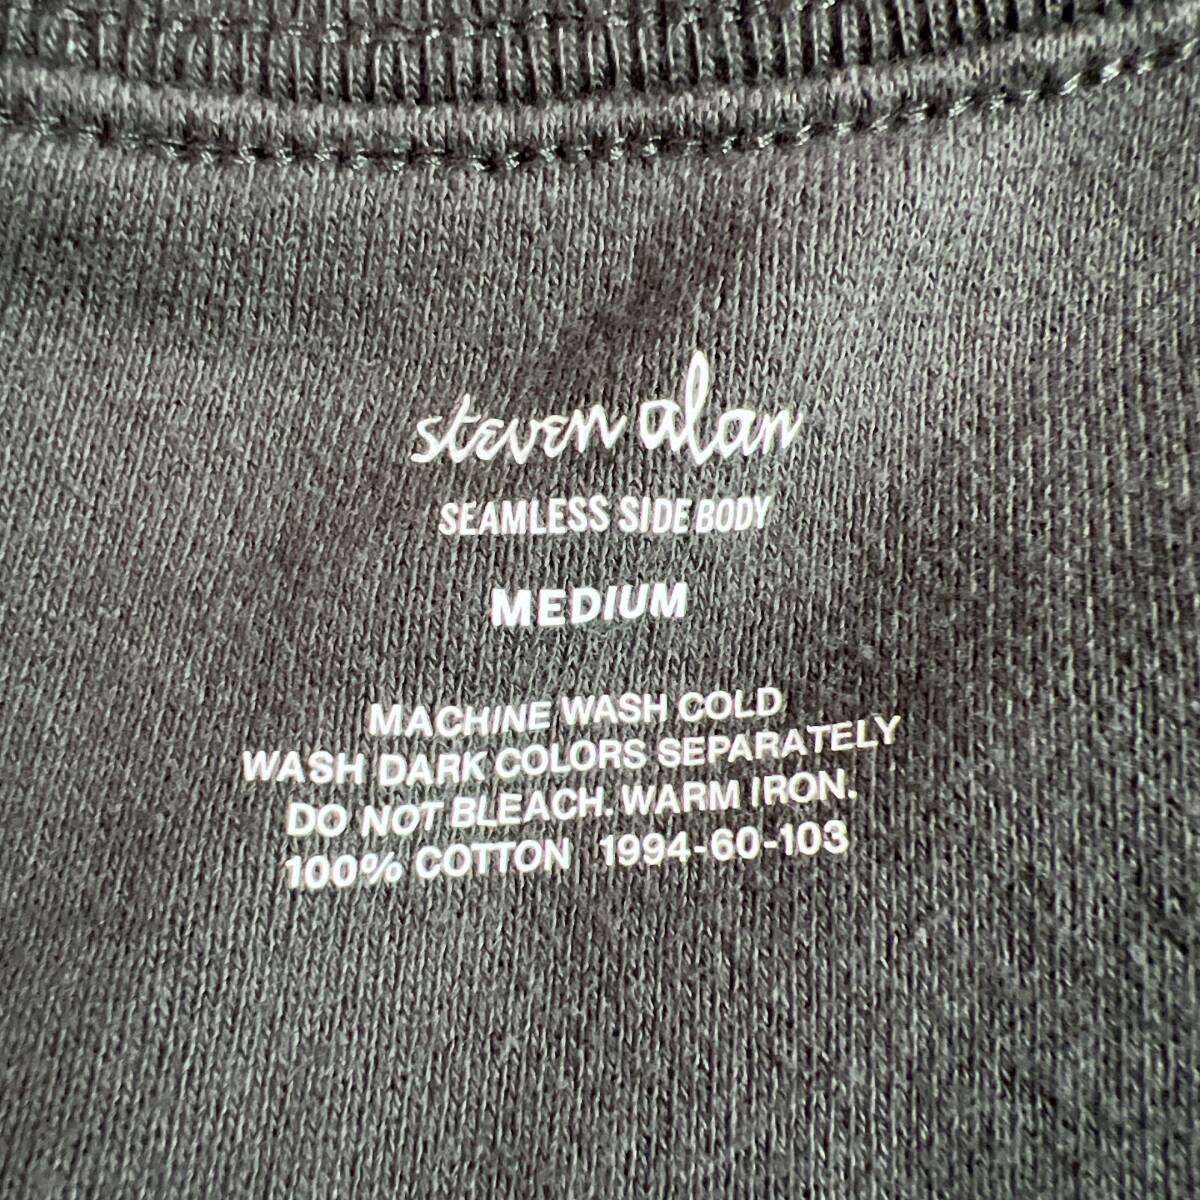 steven alan
SEAMLESS SIDE BODY
MEDIUM
MACHINE WASH COLD
WASH DARK COLORS SEPARATELY
DO NOT BLEACH. WARM IRON.
100% COTTON 1994-60-103